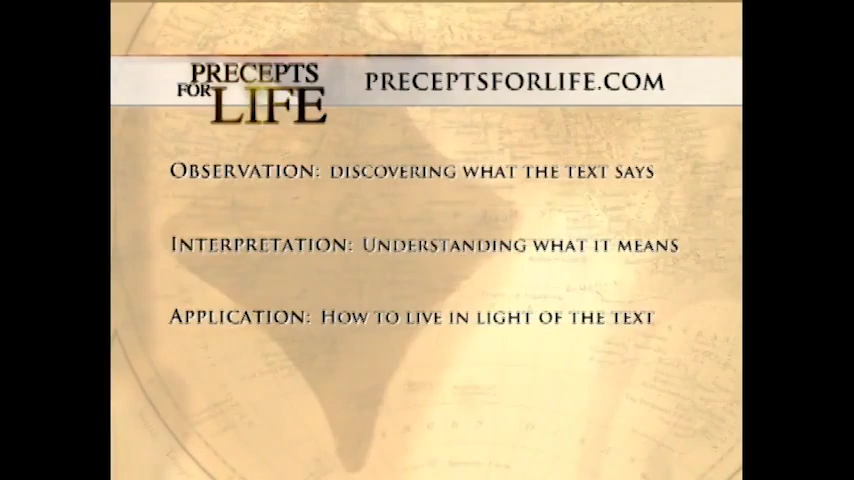 PRECEPTS
FOR LIFE
PRECEPTSFORLIFE.COM
OBSERVATION: DISCOVERING WHAT THE TEXT SAYS
INTERPRETATION: UNDERSTANDING WHAT IT MEANS
APPLICATION: HOW TO LIVE IN LIGHT OF THE TEXT